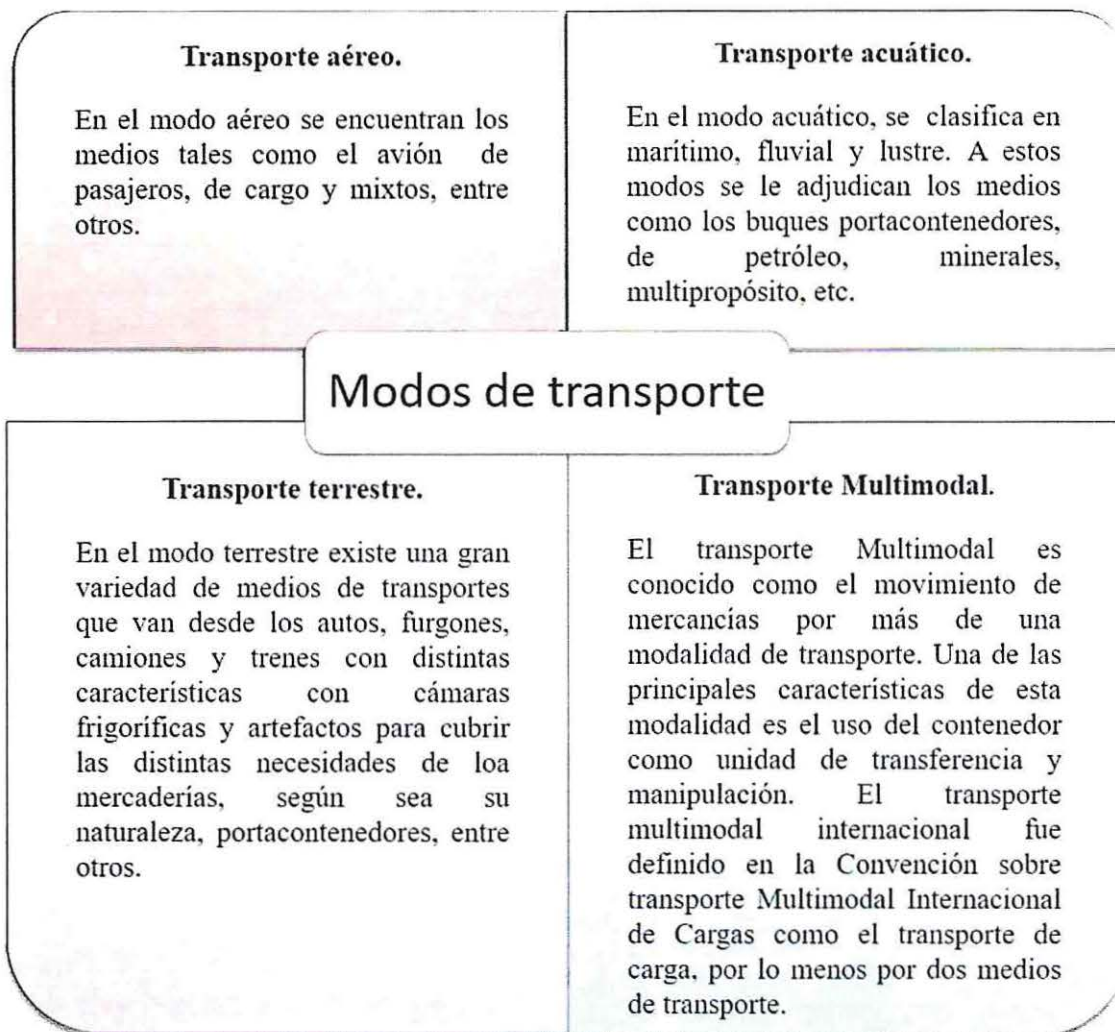 Transporte aéreo.
En el modo aéreo se encuentran los
medios tales como el avión de
pasajeros, de cargo y mixtos, entre
otros.
Transporte acuático.
En el modo acuático, se clasifica en
marítimo, fluvial y lustre. A estos
modos se le adjudican los medios
como los buques portacontenedores,
de petróleo, minerales,
multipropósito, etc.
Modos de transporte
Transporte terrestre.
En el modo terrestre existe una gran
variedad de medios de transportes
que van desde los autos, furgones,
camiones y trenes con distintas
características con cámaras
frigoríficas y artefactos para cubrir
las distintas necesidades de loa
mercaderías, según sea su
naturaleza, portacontenedores, entre
otros.
Transporte Multimodal.
El transporte Multimodal es
conocido como el movimiento de
mercancías por más de una
modalidad de transporte. Una de las
principales características de esta
modalidad es el uso del contenedor
como unidad de transferencia y
manipulación. El transporte
multimodal internacional fue
definido en la Convención sobre
transporte Multimodal Internacional
de Cargas como el transporte de
carga, por lo menos por dos medios
de transporte.